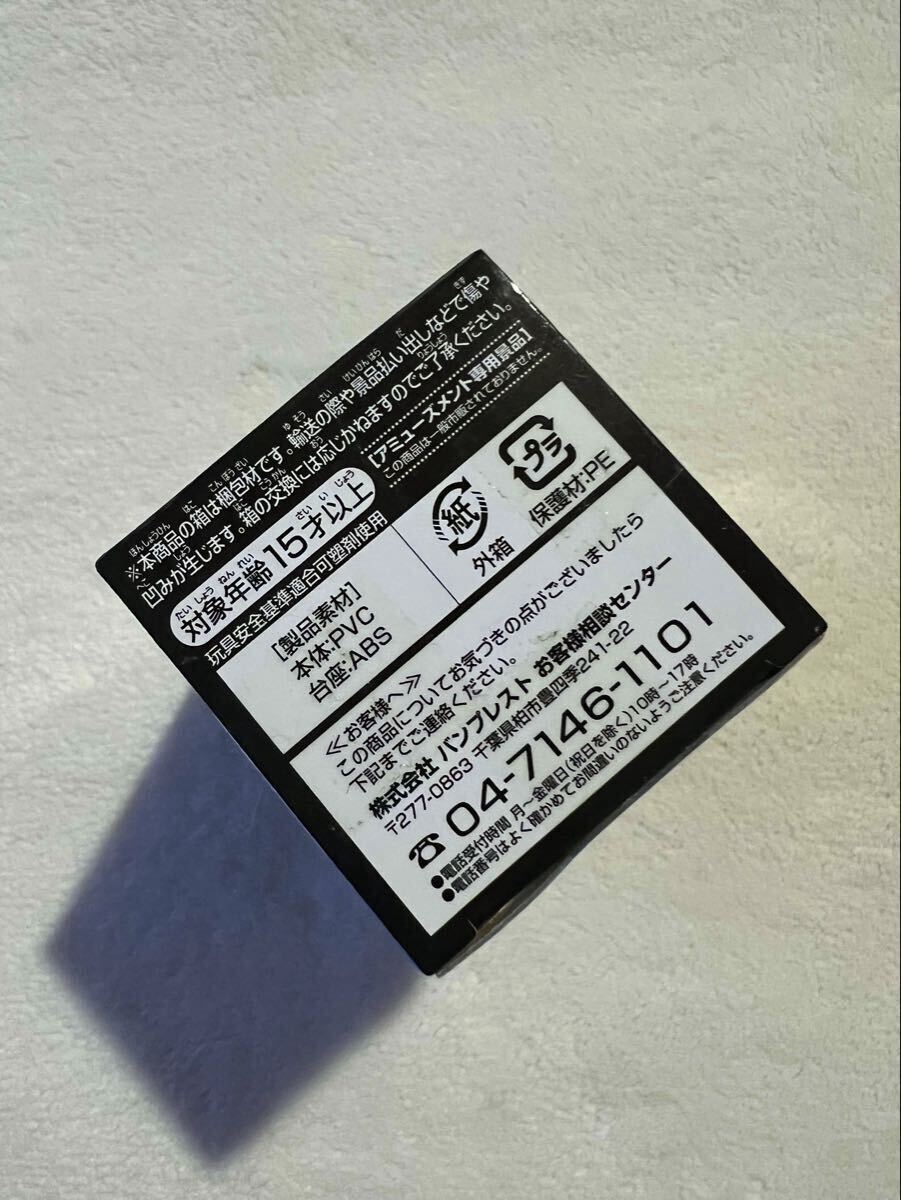 ※本商品の箱は梱包材です。輸送の際や景品払い出しなどで傷や
凹みが生じます。箱の交換には応じかねますのでご了承ください。
対象年齢 15才以上
[アミューズメント専用景品]
この商品は一般市販されておりません。
玩具安全基準適合可塑剤使用
[製品素材]
本体:PVC
台座:ABS
紙
外箱
プラ
保護材:PE
≪お客様へ≫
この商品についてお気づきの点がございましたら
下記までご連絡ください。
株式会社 バンプレスト お客様相談センター
〒277-0863 千葉県柏市豊四季241-22
☎04-7146-1101
●電話受付時間 月～金曜日(祝日を除く)10時～17時
●電話番号はよく確かめてお間違いのないようご注意ください。